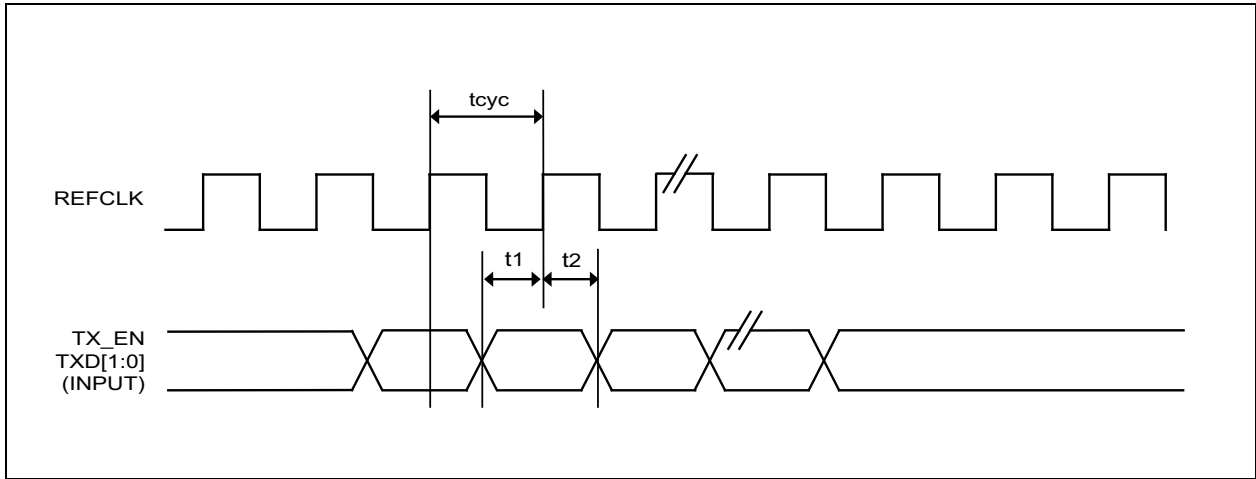 tcyc
REFCLK
t1
t2
TX_EN
TXD[1:0]
(INPUT)